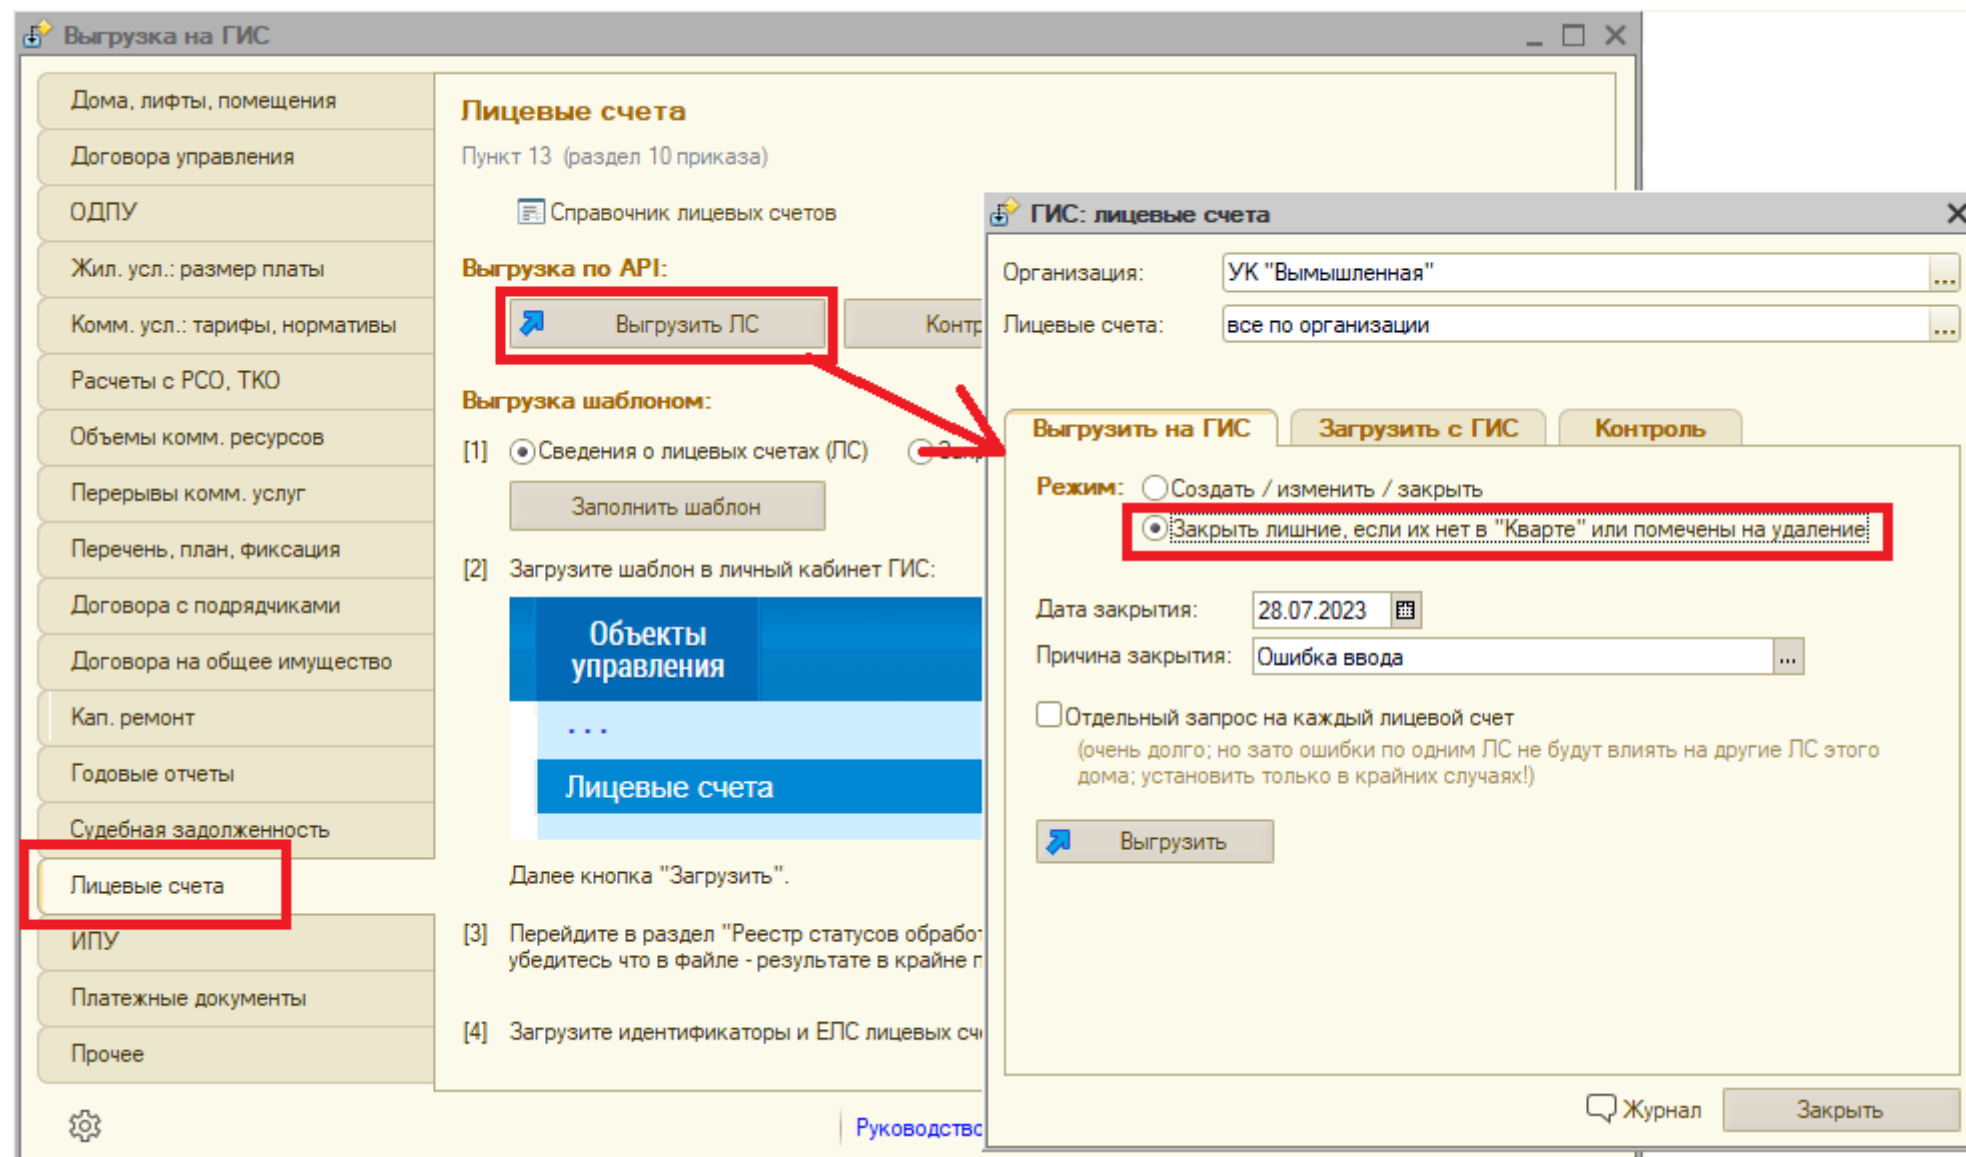 Выгрузка на ГИС
Дома, лифты, помещения
Договора управления
ОДПУ
Жил. усл.: размер платы
Комм. усл.: тарифы, нормативы
Расчеты с РСО, ТКО
Объемы комм. ресурсов
Перерывы комм. услуг
Перечень, план, фиксация
Договора с подрядчиками
Договора на общее имущество
Кап. ремонт
Годовые отчеты
Судебная задолженность
Лицевые счета
ИПУ
Платежные документы
Прочее
Лицевые счета
Пункт 13 (раздел 10 приказа)
Справочник лицевых счетов
Выгрузка по API:
Выгрузить ЛС
Выгрузка шаблоном:
[1] Сведения о лицевых счетах (ЛС)
Заполнить шаблон
[2] Загрузите шаблон в личный кабинет ГИС:
Объекты
управления
...
Лицевые счета
Далее кнопка "Загрузить".
[3] Перейдите в раздел "Реестр статусов
убедитесь что в файле - результате в крайне
[4] Загрузите идентификаторы и ЕЛС лицевых
Руководство
ГИС: лицевые счета
Организация: УК "Вымышленная" ...
Лицевые счета: все по организации ...
Выгрузить на ГИС Загрузить с ГИС Контроль
Режим: Создать / изменить / закрыть
Закрыть лишние, если их нет в "Кварте" или помечены на удаление
Дата закрытия: 28.07.2023
Причина закрытия: Ошибка ввода ...
Отдельный запрос на каждый лицевой счет
(очень долго; но зато ошибки по одним ЛС не будут влиять на другие ЛС этого
дома; установить только в крайних случаях!)
Выгрузить
Журнал Закрыть